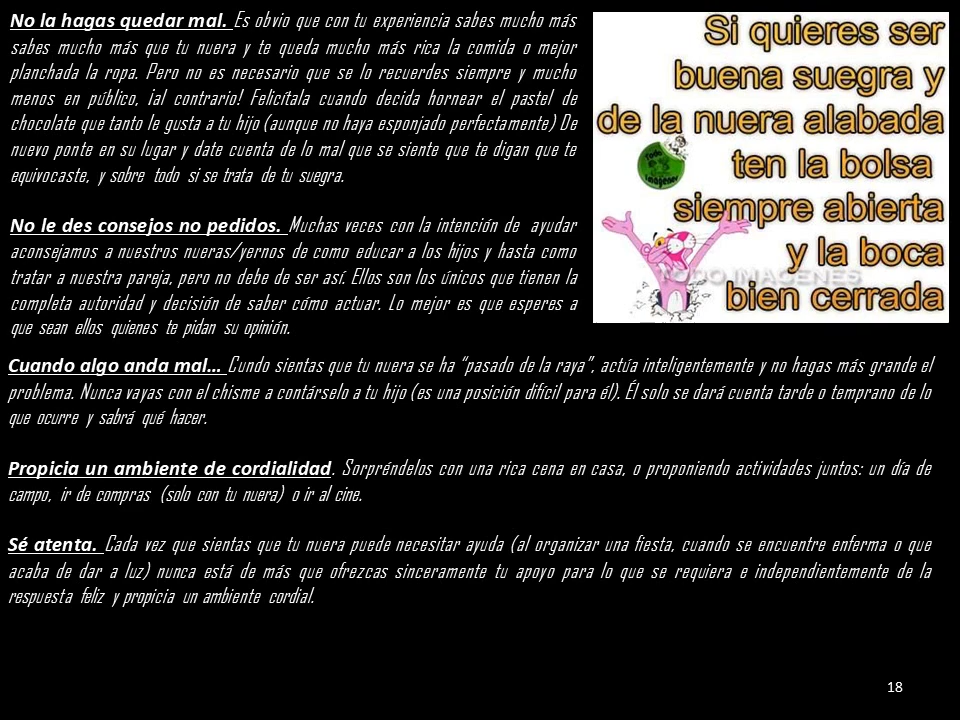 No la hagas quedar mal. Es obvio que con tu experiencia sabes mucho más
sabes mucho más que tu nuera y te queda mucho más rica la comida o mejor
planchada la ropa. Pero no es necesario que se lo recuerdes siempre y mucho
menos en público, ¡al contrario! Felicítala cuando decida hornear el pastel de
chocolate que tanto le gusta a tu hijo (aunque no haya esponjado perfectamente) De
nuevo ponte en su lugar y date cuenta de lo mal que se siente que te digan que te
equivocaste, y sobre todo si se trata de tu suegra.
No le des consejos no pedidos. Muchas veces con la intención de ayudar
aconsejamos a nuestros nueras/yernos de como educar a los hijos y hasta como
tratar a nuestra pareja, pero no debe de ser así. Ellos son los únicos que tienen la
completa autoridad y decisión de saber cómo actuar. Lo mejor es que esperes a
que sean ellos quienes te pidan su opinión.
Si quieres ser
buena suegra y
de la nuera alabada
ten la bolsa
siempre abierta
y la boca
bien cerrada
Todo
imágenes
TODO IMAGENES
Cuando algo anda mal... Cundo sientas que tu nuera se ha “pasado de la raya”, actúa inteligentemente y no hagas más grande el
problema. Nunca vayas con el chisme a contárselo a tu hijo (es una posición difícil para él). Él solo se dará cuenta tarde o temprano de lo
que ocurre y sabrá qué hacer.
Propicia un ambiente de cordialidad. Sorpréndelos con una rica cena en casa, o proponiendo actividades juntos: un día de
campo, ir de compras (solo con tu nuera) o ir al cine.
Sé atenta. Cada vez que sientas que tu nuera puede necesitar ayuda (al organizar una fiesta, cuando se encuentre enferma o que
acaba de dar a luz) nunca está de más que ofrezcas sinceramente tu apoyo para lo que se requiera e independientemente de la
respuesta feliz y propicia un ambiente cordial.
18